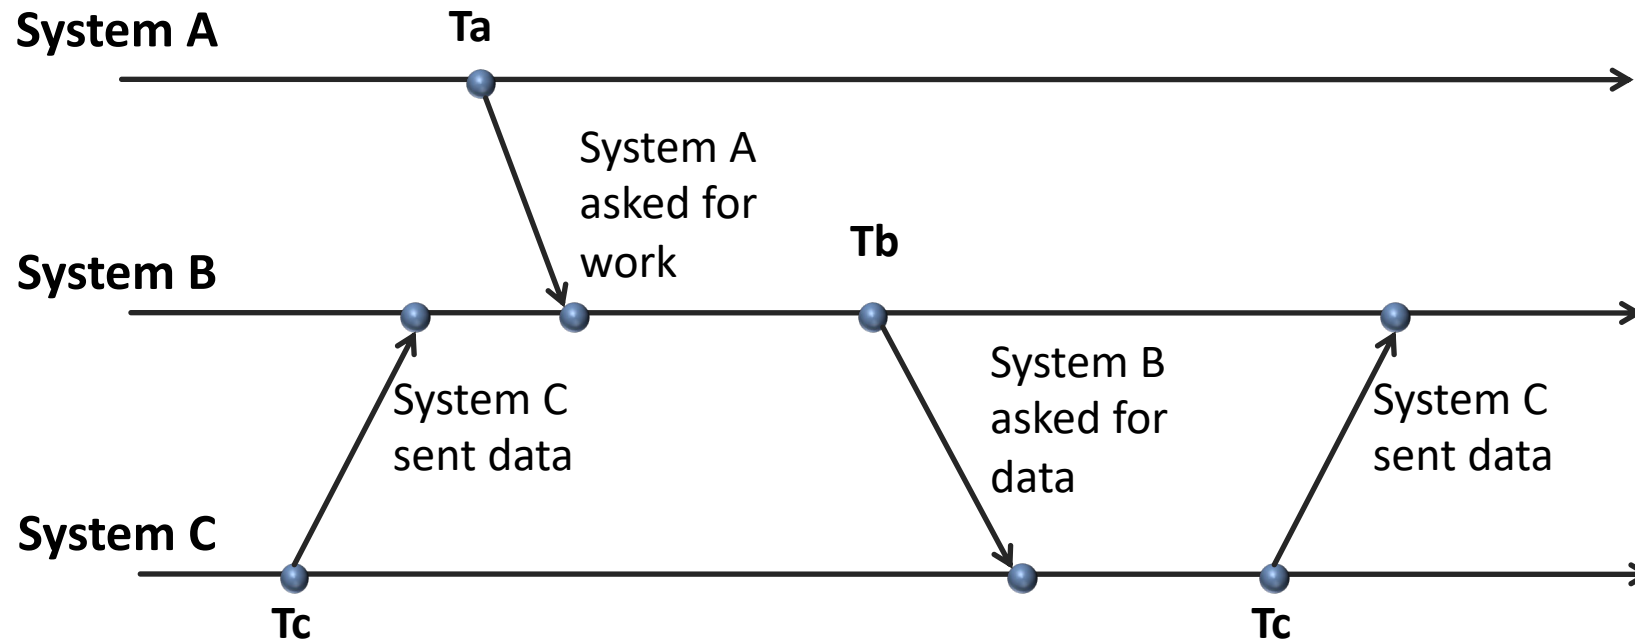 System A
Ta
System A
asked for
work
System B
Tb
System C
sent data
System B
asked for
data
System C
sent data
System C
Tc
Tc